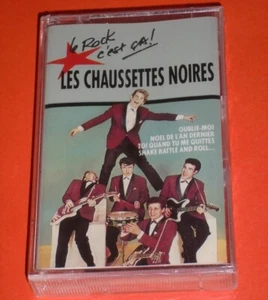 Le Rock
c'est ça!
LES CHAUSSETTES NOIRES
OUBLIE-MOI
NOEL DE L'AN DERNIER
TOI QUAND TU ME QUITTES
SHAKE RATTLE AND ROLL...